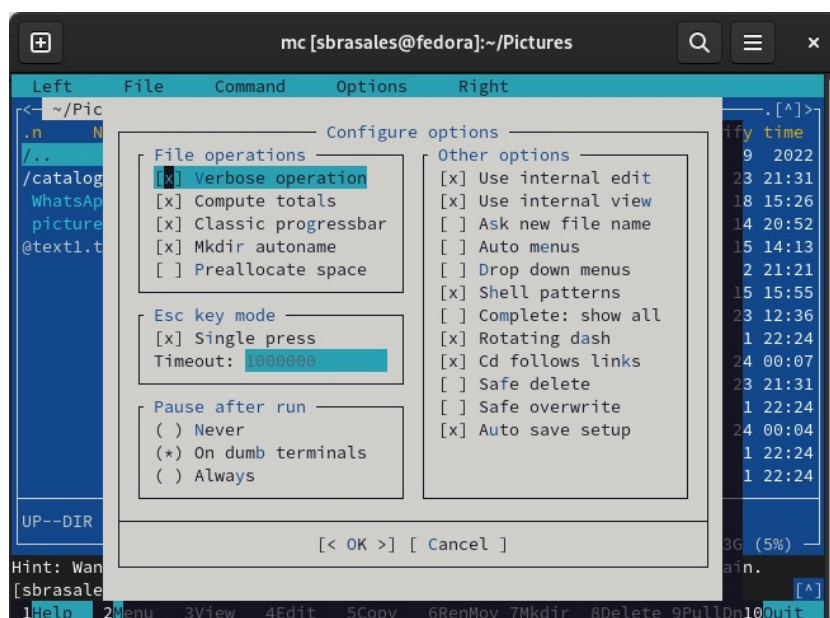 mc [sbrasales@fedora]:~/Pictures
Left File Command Options Right
<- ~/Pic .[^]>
.n N Configure options ify time
/.. File operations Other options 9 2022
/catalog [x] Verbose operation [x] Use internal edit 23 21:31
WhatsAp [x] Compute totals [x] Use internal view 18 15:26
picture [x] Classic progressbar [ ] Ask new file name 14 20:52
@text1.t [x] Mkdir autoname [ ] Auto menus 15 14:13
[ ] Preallocate space [ ] Drop down menus 2 21:21
[x] Shell patterns 15 15:55
Esc key mode [ ] Complete: show all 23 12:36
[x] Single press [x] Rotating dash 1 22:24
Timeout: 1000000 [x] Cd follows links 24 00:07
[ ] Safe delete 23 21:31
Pause after run [ ] Safe overwrite 1 22:24
( ) Never [x] Auto save setup 24 00:04
(*) On dumb terminals 1 22:24
( ) Always 1 22:24
UP--DIR
[< OK >] [ Cancel ] 3G (5%)
Hint: Wan ain.
[sbrasale [^]
1Help 2Menu 3View 4Edit 5Copy 6RenMov 7Mkdir 8Delete 9PullDn 10Quit